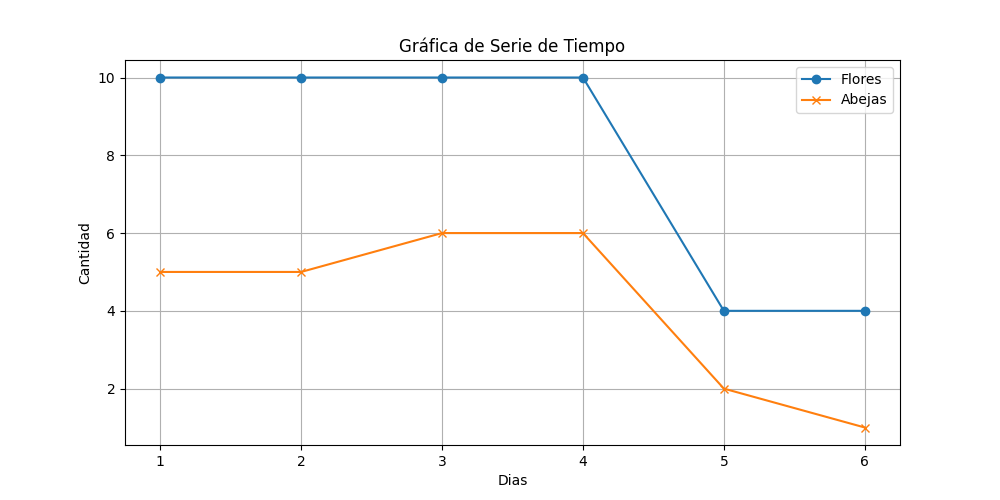 Gráfica de Serie de Tiempo
Flores
Abejas
10
8
6
4
2
Cantidad
1 2 3 4 5 6
Dias